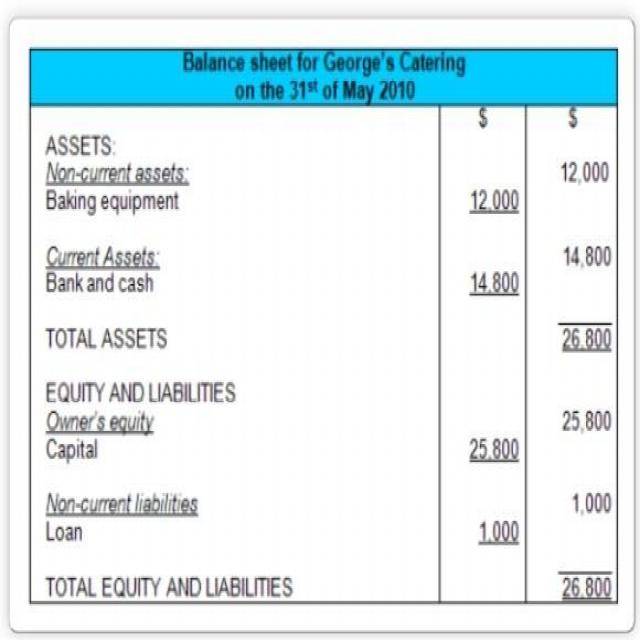 Balance sheet for George's Catering
on the 31st of May 2010
$ $
ASSETS:
Non-current assets: 12,000
Baking equipment 12,000
Current Assets: 14,800
Bank and cash 14,800
TOTAL ASSETS 26,800
EQUITY AND LIABILITIES
Owner's equity 25,800
Capital 25,800
Non-current liabilities 1,000
Loan 1,000
TOTAL EQUITY AND LIABILITIES 26,800